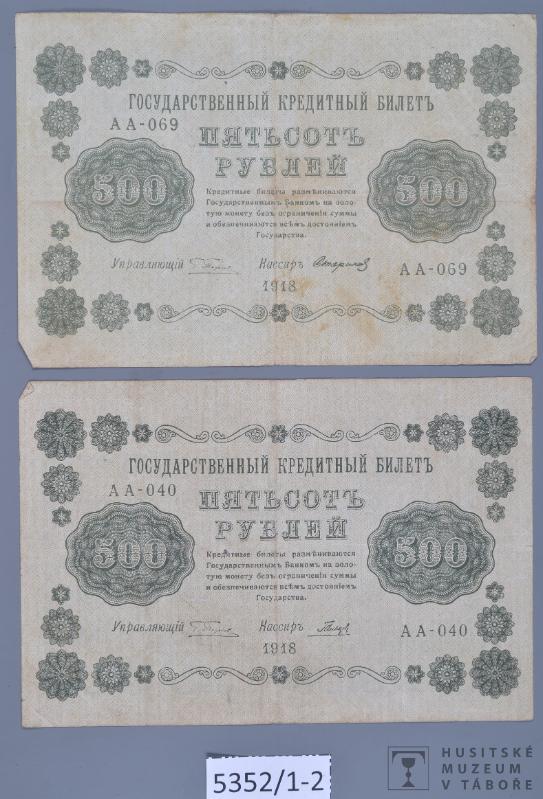 ГОСУДАРСТВЕННЫЙ КРЕДИТНЫЙ БИЛЕТЪ
АА-069
ПЯТЬСОТЪ
РУБЛЕЙ
500
500
Кредитные билеты размѣниваются
Государственнымъ Банкомъ на золо-
тую монету безъ ограниченія суммы
и обезпечиваются всѣмъ достояніемъ
Государства.
Управляющій
Кассиръ
АА-069
1918
ГОСУДАРСТВЕННЫЙ КРЕДИТНЫЙ БИЛЕТЪ
АА-040
ПЯТЬСОТЪ
РУБЛЕЙ
500
500
Кредитные билеты размѣниваются
Государственнымъ Банкомъ на золо-
тую монету безъ ограниченія суммы
и обезпечиваются всѣмъ достояніемъ
Государства.
Управляющій
Кассиръ
АА-040
1918
5352/1-2
HUSITSKÉ
MUZEUM
V TÁBOŘE